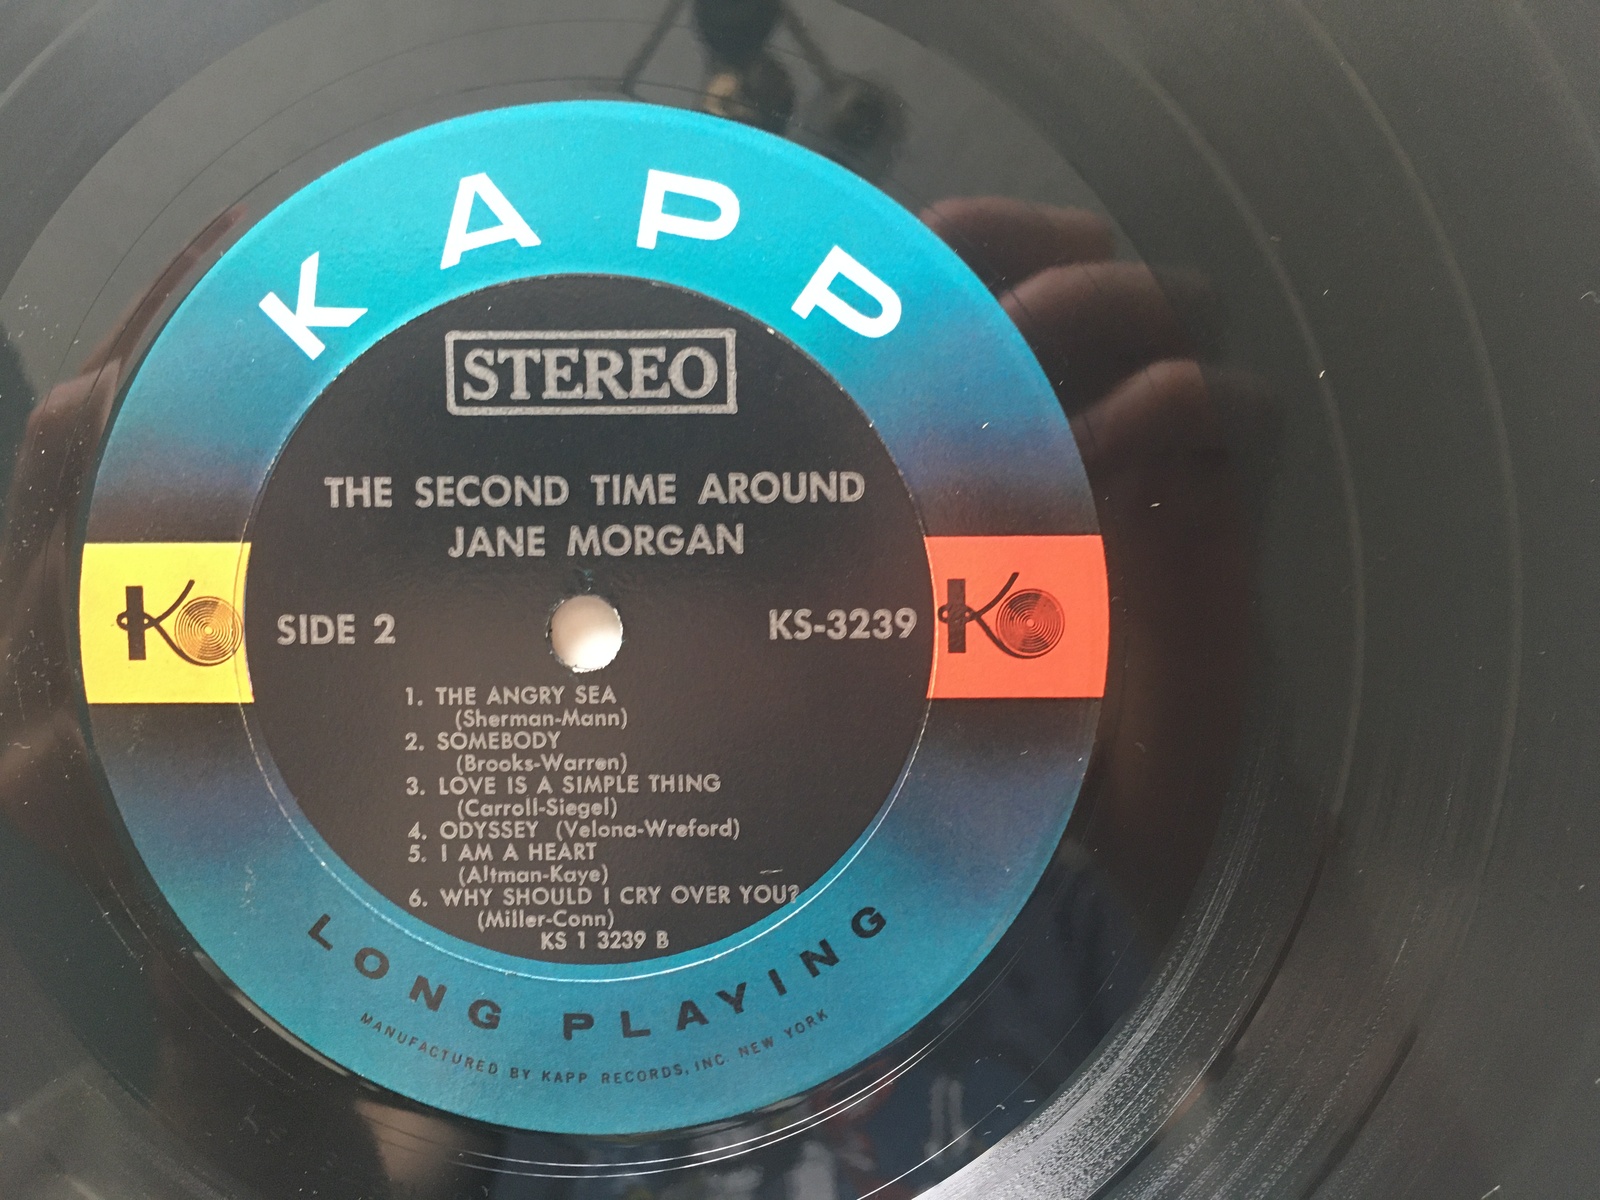 KAPP
STEREO
THE SECOND TIME AROUND
JANE MORGAN
SIDE 2
KS-3239
K
K
1. THE ANGRY SEA
(Sherman-Mann)
2. SOMEBODY
(Brooks-Warren)
3. LOVE IS A SIMPLE THING
(Carroll-Siegel)
4. ODYSSEY (Velona-Wreford)
5. I AM A HEART
(Altman-Kaye)
6. WHY SHOULD I CRY OVER YOU?
(Miller-Conn)
KS 1 3239 B
LONG PLAYING
MANUFACTURED BY KAPP RECORDS, INC. NEW YORK